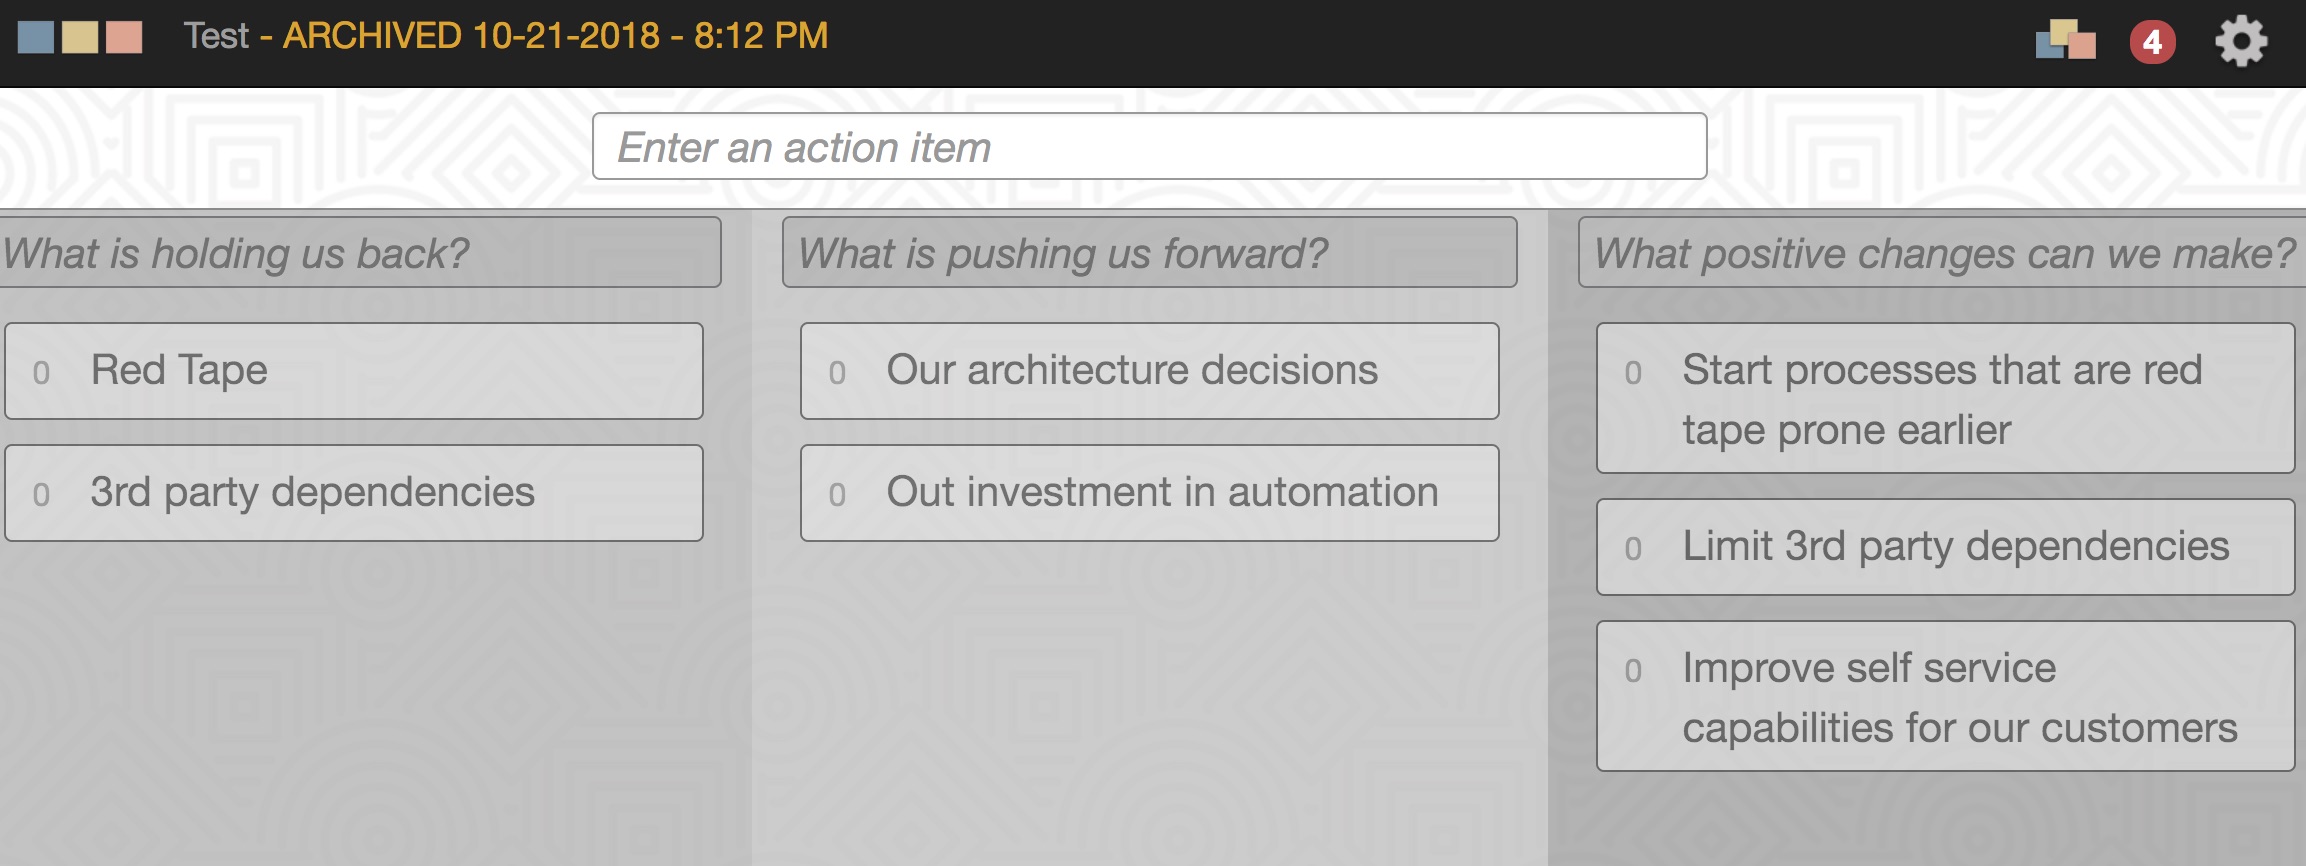 Test - ARCHIVED 10-21-2018 - 8:12 PM
4
Enter an action item
What is holding us back?
0 Red Tape
0 3rd party dependencies
What is pushing us forward?
0 Our architecture decisions
0 Out investment in automation
What positive changes can we make?
0 Start processes that are red
tape prone earlier
0 Limit 3rd party dependencies
0 Improve self service
capabilities for our customers